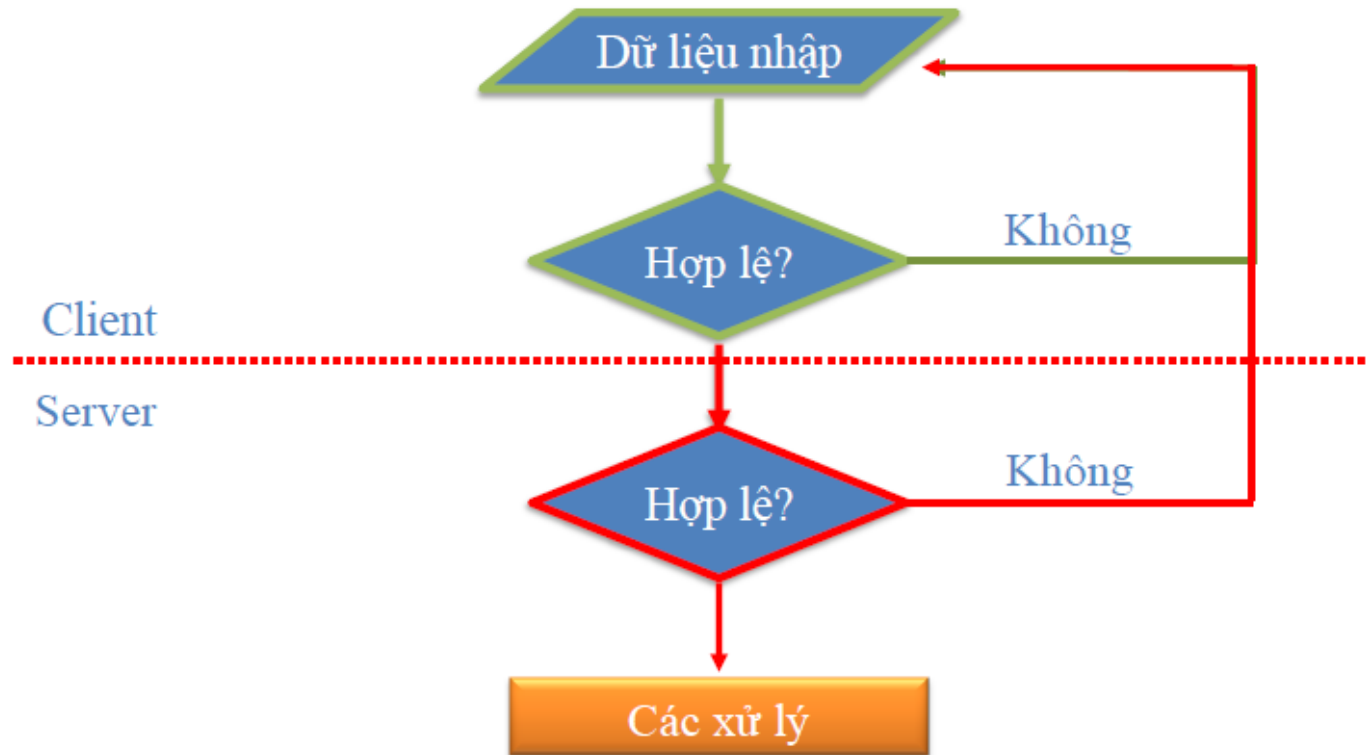 Dữ liệu nhập
Không
Hợp lệ?
Client
Server
Không
Hợp lệ?
Các xử lý